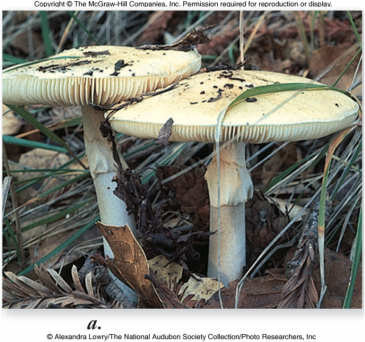 Copyright © The McGraw-Hill Companies, Inc. Permission required for reproduction or display.
a.
© Alexandra Lowry/The National Audubon Society Collection/Photo Researchers, Inc